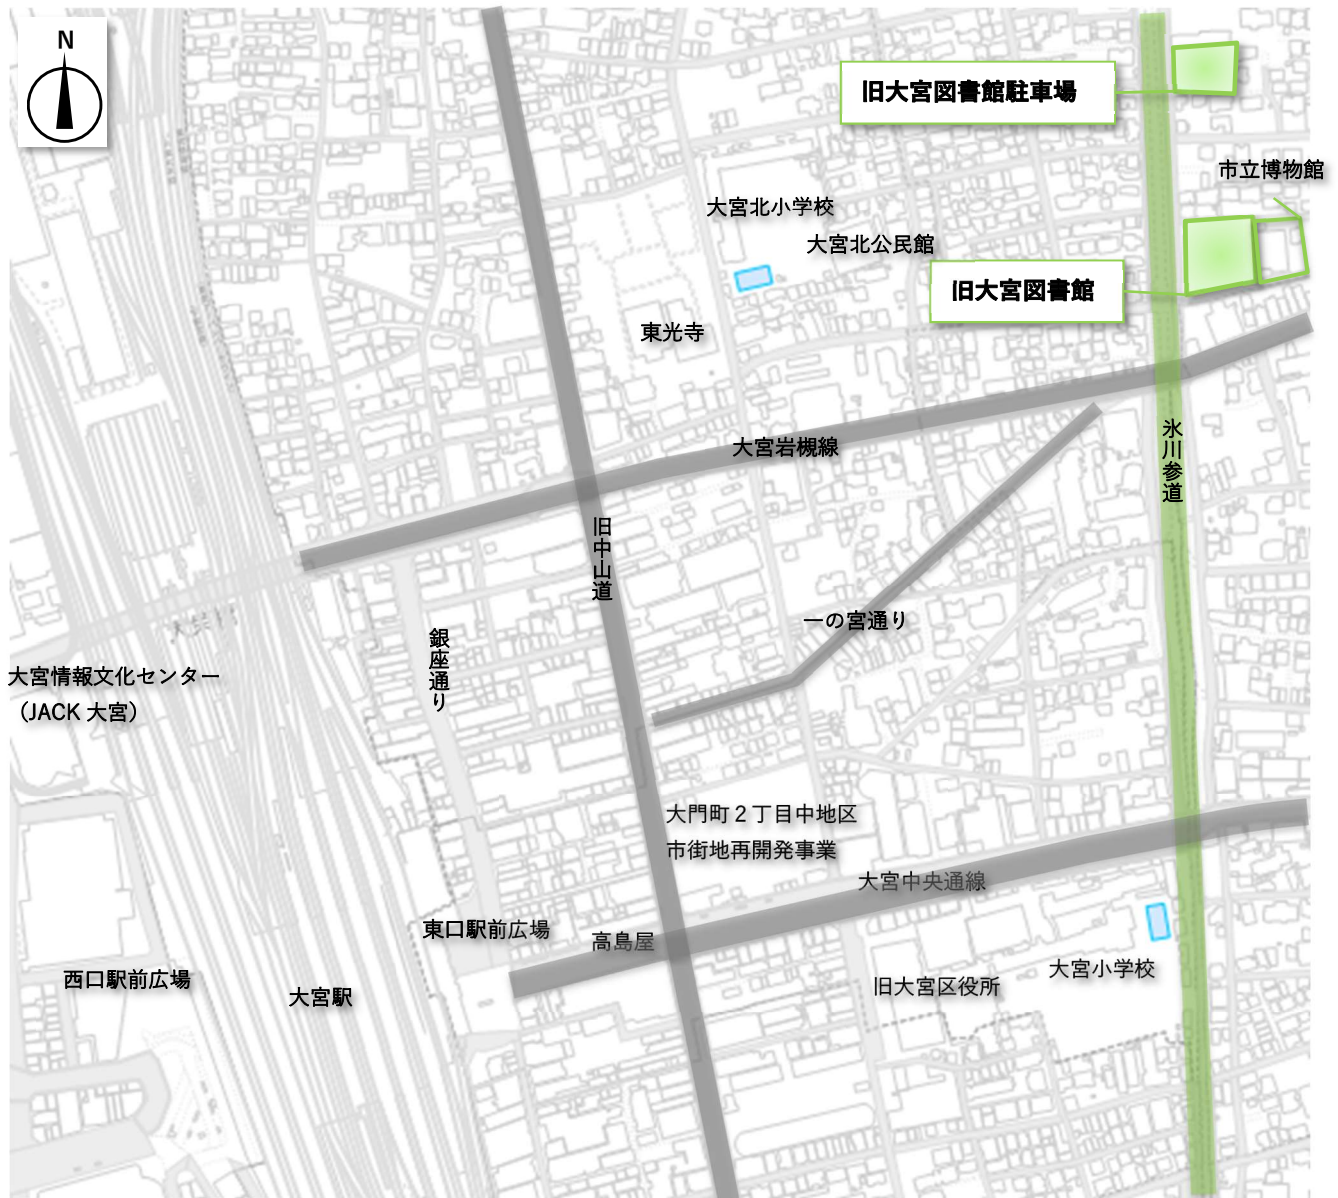 N
旧大宮図書館駐車場
市立博物館
大宮北小学校
大宮北公民館
旧大宮図書館
東光寺
氷川参道
大宮岩槻線
旧中山道
一の宮通り
銀座通り
大宮情報文化センター
（JACK 大宮）
大門町２丁目中地区
市街地再開発事業
大宮中央通線
東口駅前広場
高島屋
大宮小学校
西口駅前広場
大宮駅
旧大宮区役所